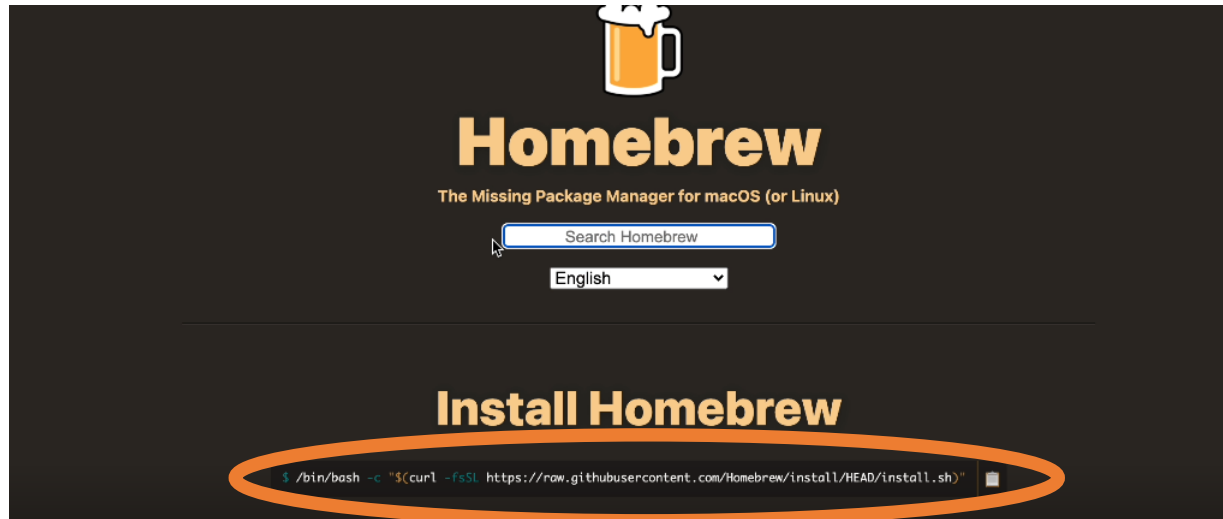 Homebrew
The Missing Package Manager for macOS (or Linux)
Search Homebrew
English
Install Homebrew
$ /bin/bash -c "$(curl -fsSL https://raw.githubusercontent.com/Homebrew/install/HEAD/install.sh)"